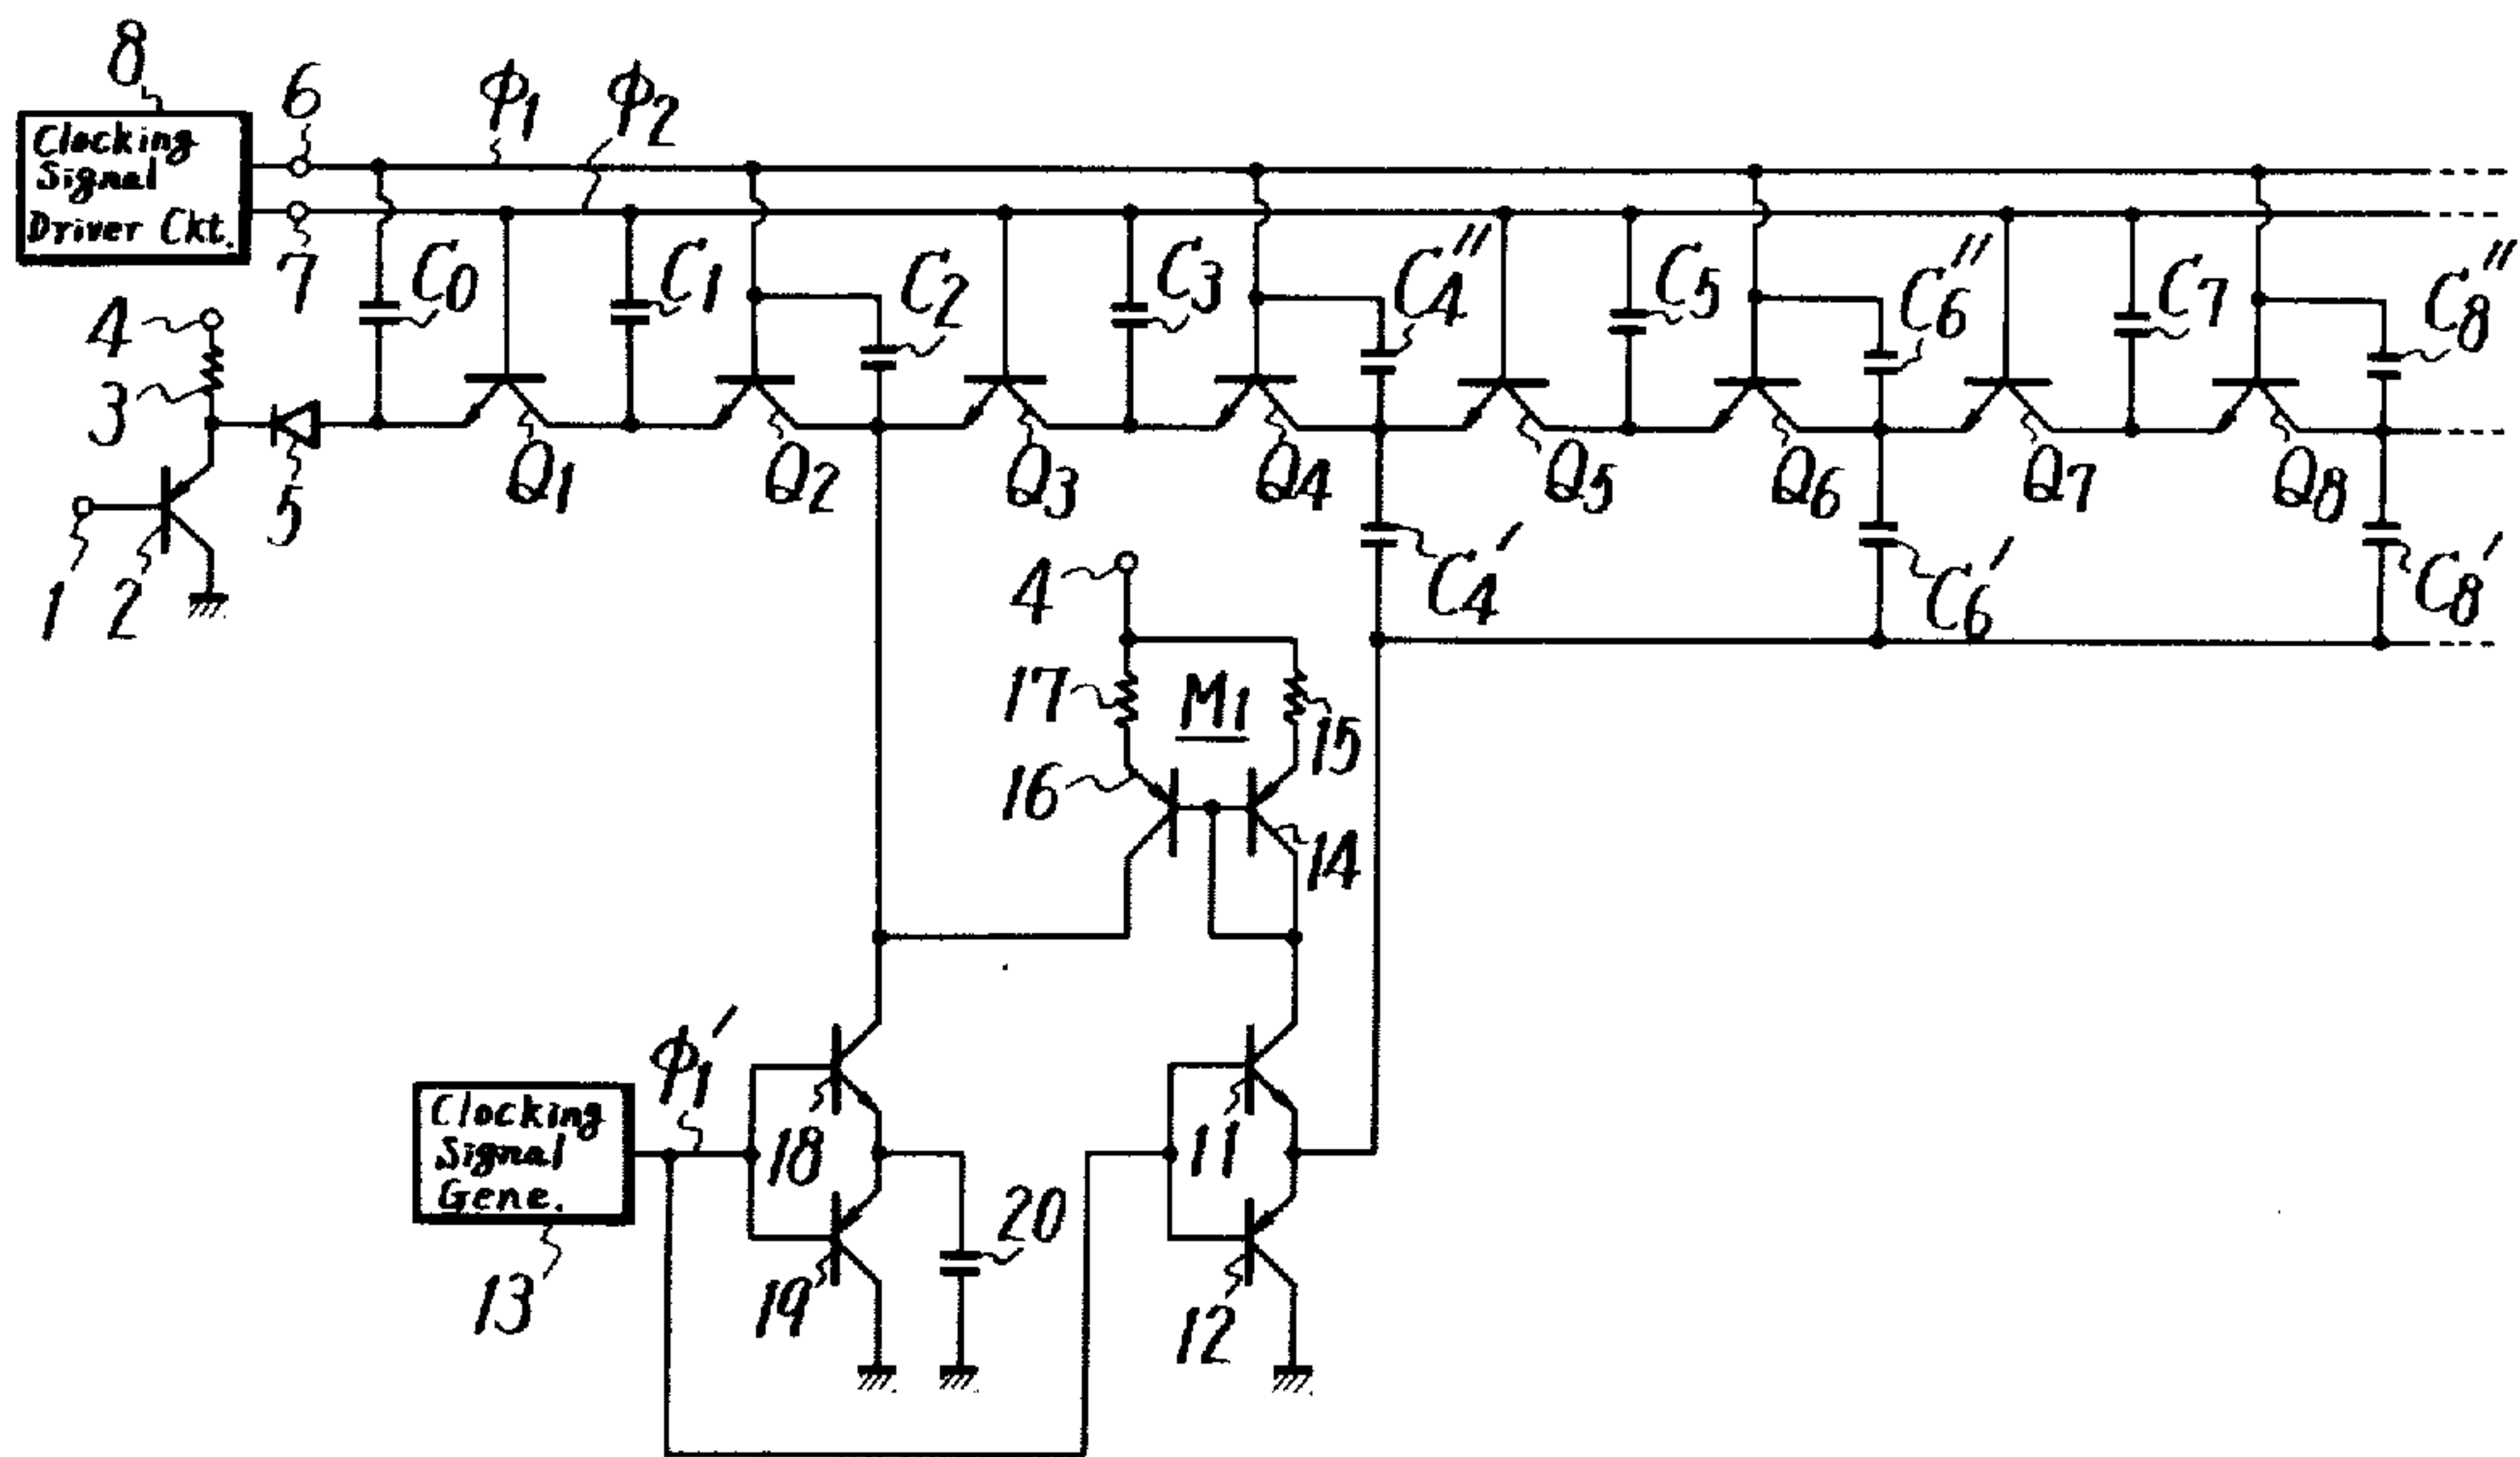 8
6
φ1
φ2
Clocking
Signal
Driver Ckt.
7
C0
C1
C2
C3
C4″
C5
C6″
C7
C8″
4
3
5
Q1
Q2
Q3
Q4
Q5
Q6
Q7
Q8
1
2
4
C4′
C6′
C8′
17
M1
15
16
14
φ1′
Clocking
Signal
Gene.
18
11
20
13
19
12